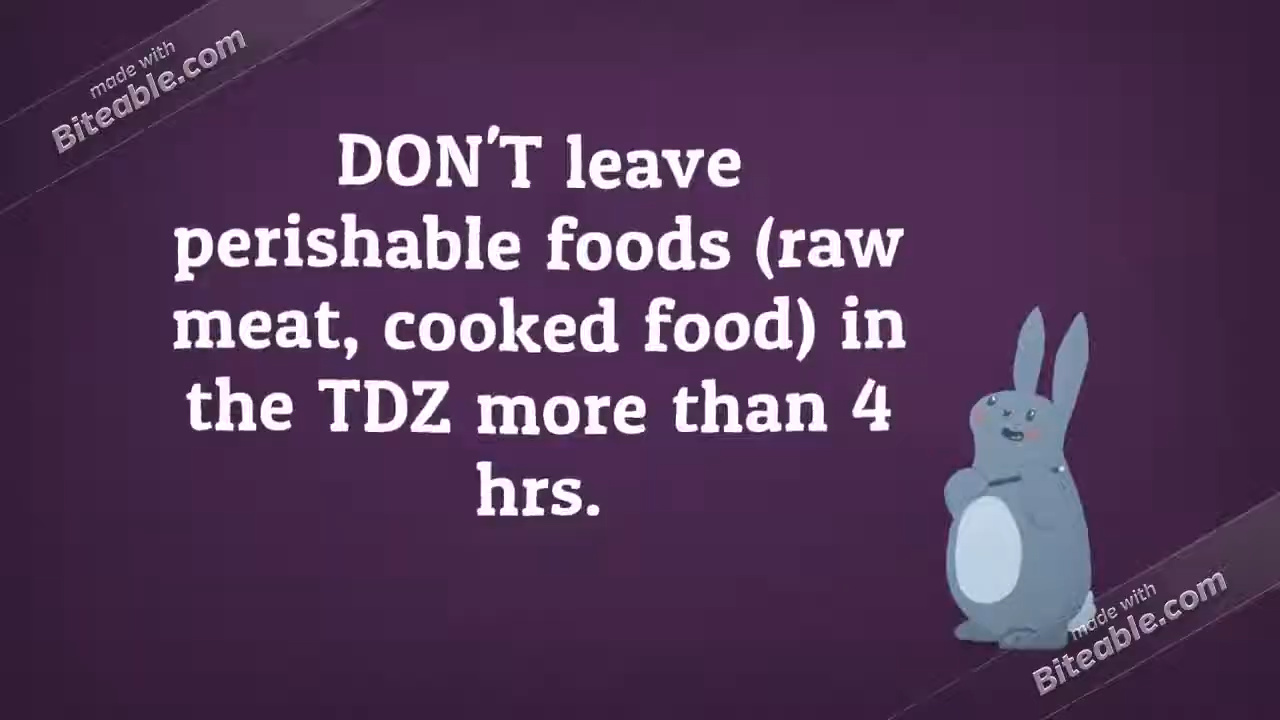 made with
Biteable.com
DON'T leave
perishable foods (raw
meat, cooked food) in
the TDZ more than 4
hrs.
made with
Biteable.com